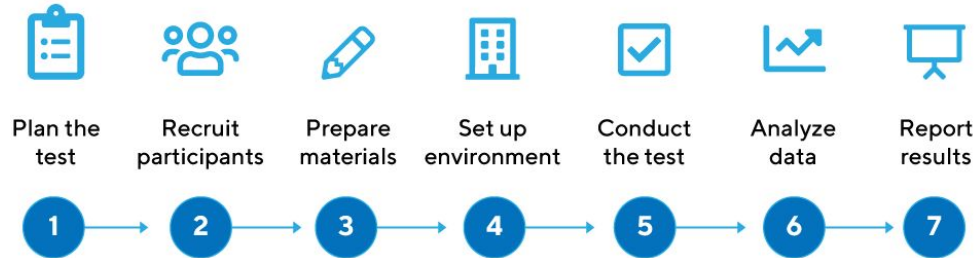 Plan the
test
Recruit
participants
Prepare
materials
Set up
environment
Conduct
the test
Analyze
data
Report
results
1
2
3
4
5
6
7